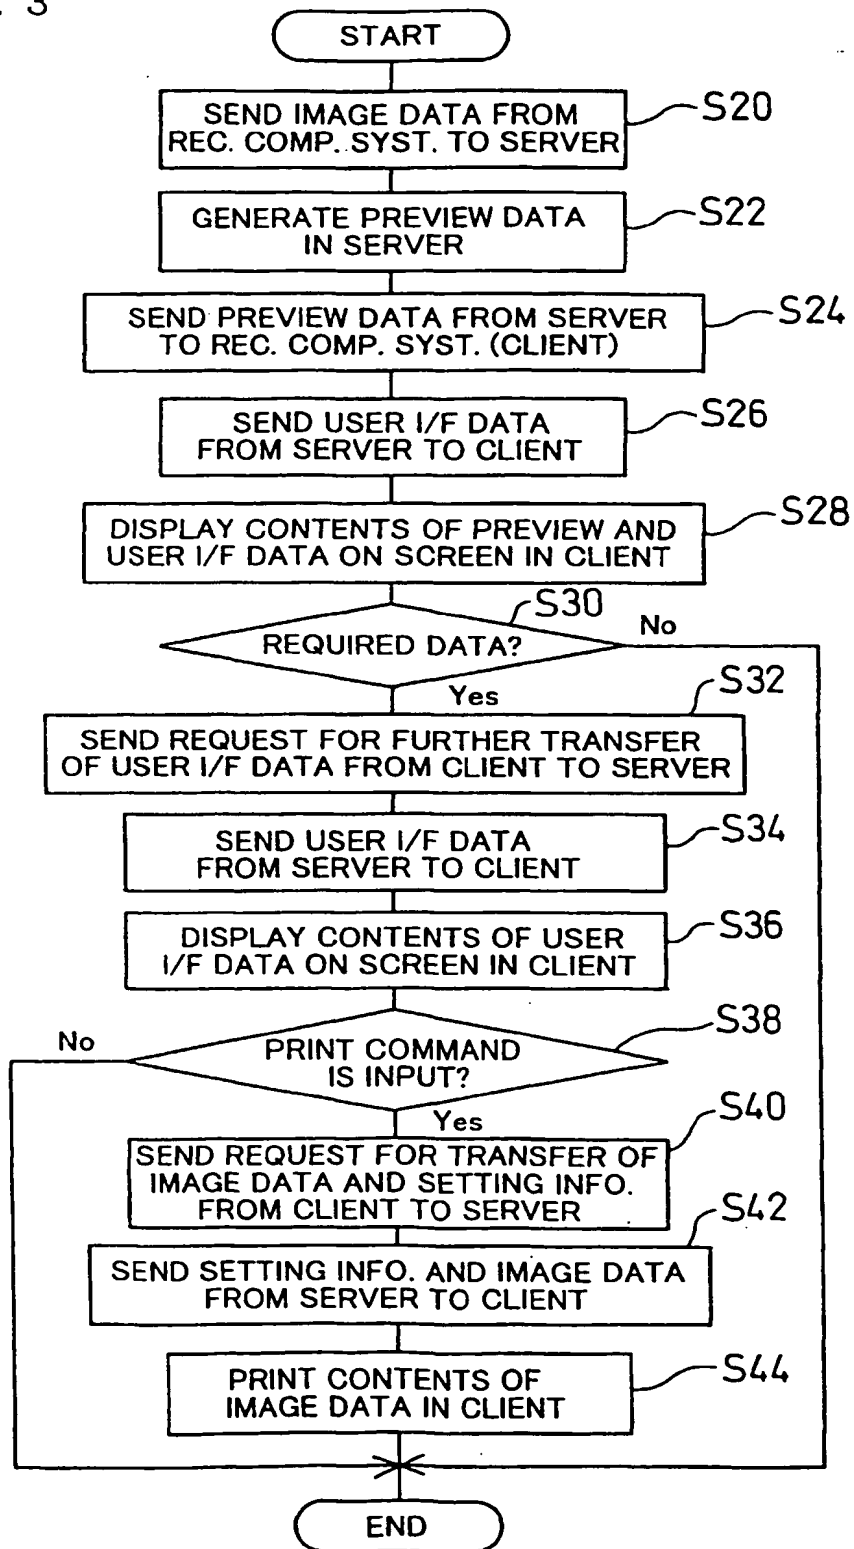 . 3
START
SEND IMAGE DATA FROM
REC. COMP. SYST. TO SERVER
S20
GENERATE PREVIEW DATA
IN SERVER
S22
SEND PREVIEW DATA FROM SERVER
TO REC. COMP. SYST. (CLIENT)
S24
SEND USER I/F DATA
FROM SERVER TO CLIENT
S26
DISPLAY CONTENTS OF PREVIEW AND
USER I/F DATA ON SCREEN IN CLIENT
S28
S30
REQUIRED DATA?
No
Yes
S32
SEND REQUEST FOR FURTHER TRANSFER
OF USER I/F DATA FROM CLIENT TO SERVER
SEND USER I/F DATA
FROM SERVER TO CLIENT
S34
DISPLAY CONTENTS OF USER
I/F DATA ON SCREEN IN CLIENT
S36
No
PRINT COMMAND
IS INPUT?
S38
Yes
S40
SEND REQUEST FOR TRANSFER OF
IMAGE DATA AND SETTING INFO.
FROM CLIENT TO SERVER
S42
SEND SETTING INFO. AND IMAGE DATA
FROM SERVER TO CLIENT
PRINT CONTENTS OF
IMAGE DATA IN CLIENT
S44
END